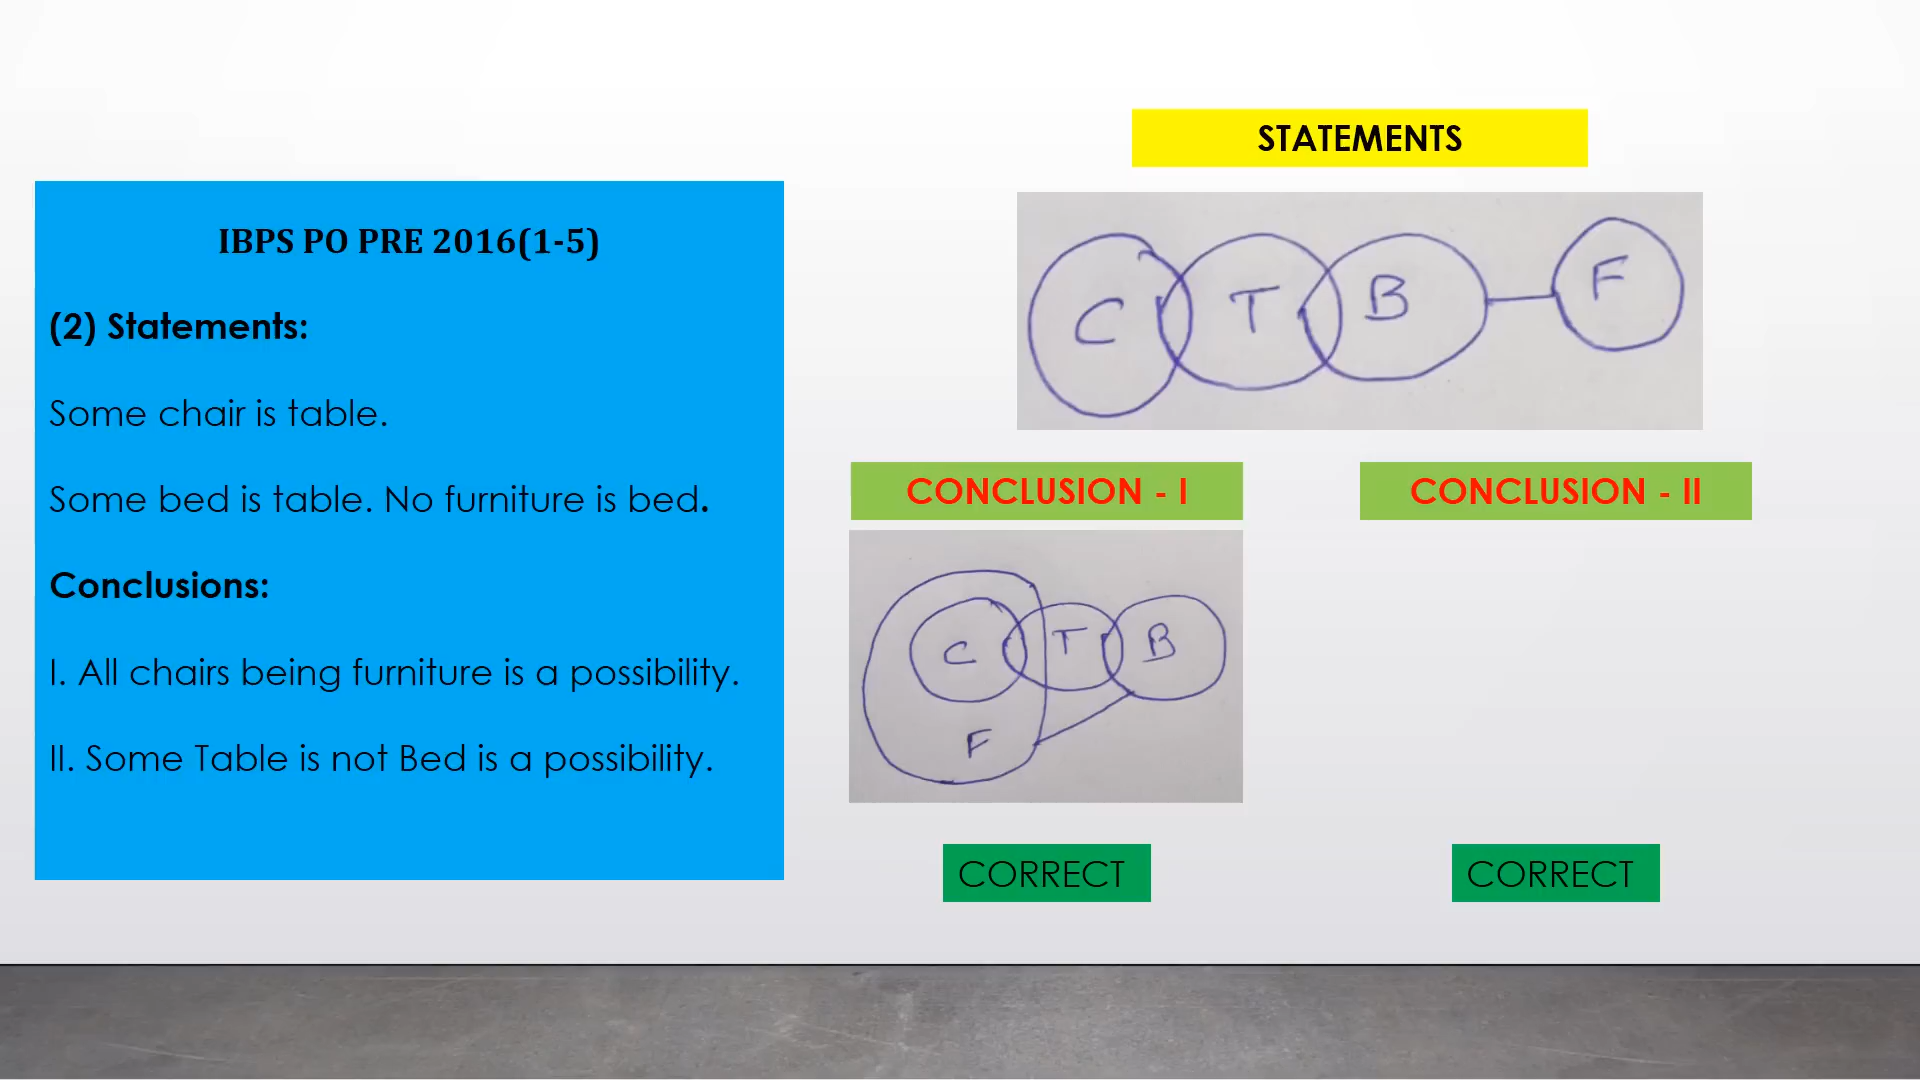 IBPS PO PRE 2016(1-5)
(2) Statements:
Some chair is table.
Some bed is table. No furniture is bed.
Conclusions:
I. All chairs being furniture is a possibility.
II. Some Table is not Bed is a possibility.
STATEMENTS
C T B F
CONCLUSION - I
C T B
F
CORRECT
CONCLUSION - II
CORRECT